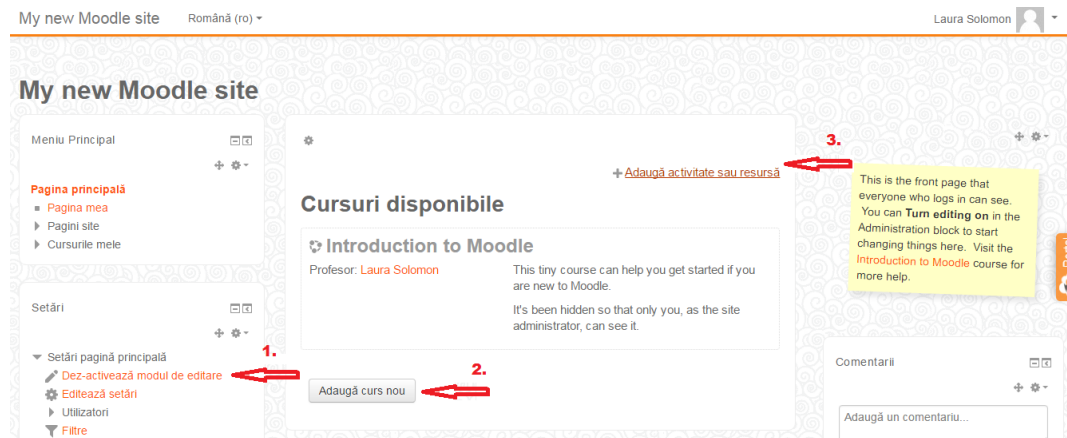 My new Moodle site
Română (ro)
Laura Solomon
My new Moodle site
Meniu Principal
Pagina principală
Pagina mea
Pagini site
Cursurile mele
Setări
Setări pagină principală
1.
Dez-activează modul de editare
Editează setări
Utilizatori
Filtre
3.
Adaugă activitate sau resursă
Cursuri disponibile
Introduction to Moodle
Profesor: Laura Solomon
This tiny course can help you get started if you
are new to Moodle.
It's been hidden so that only you, as the site
administrator, can see it.
2.
Adaugă curs nou
This is the front page that
everyone who logs in can see.
You can Turn editing on in the
Administration block to start
changing things here. Visit the
Introduction to Moodle course for
more help.
Comentarii
Adaugă un comentariu...